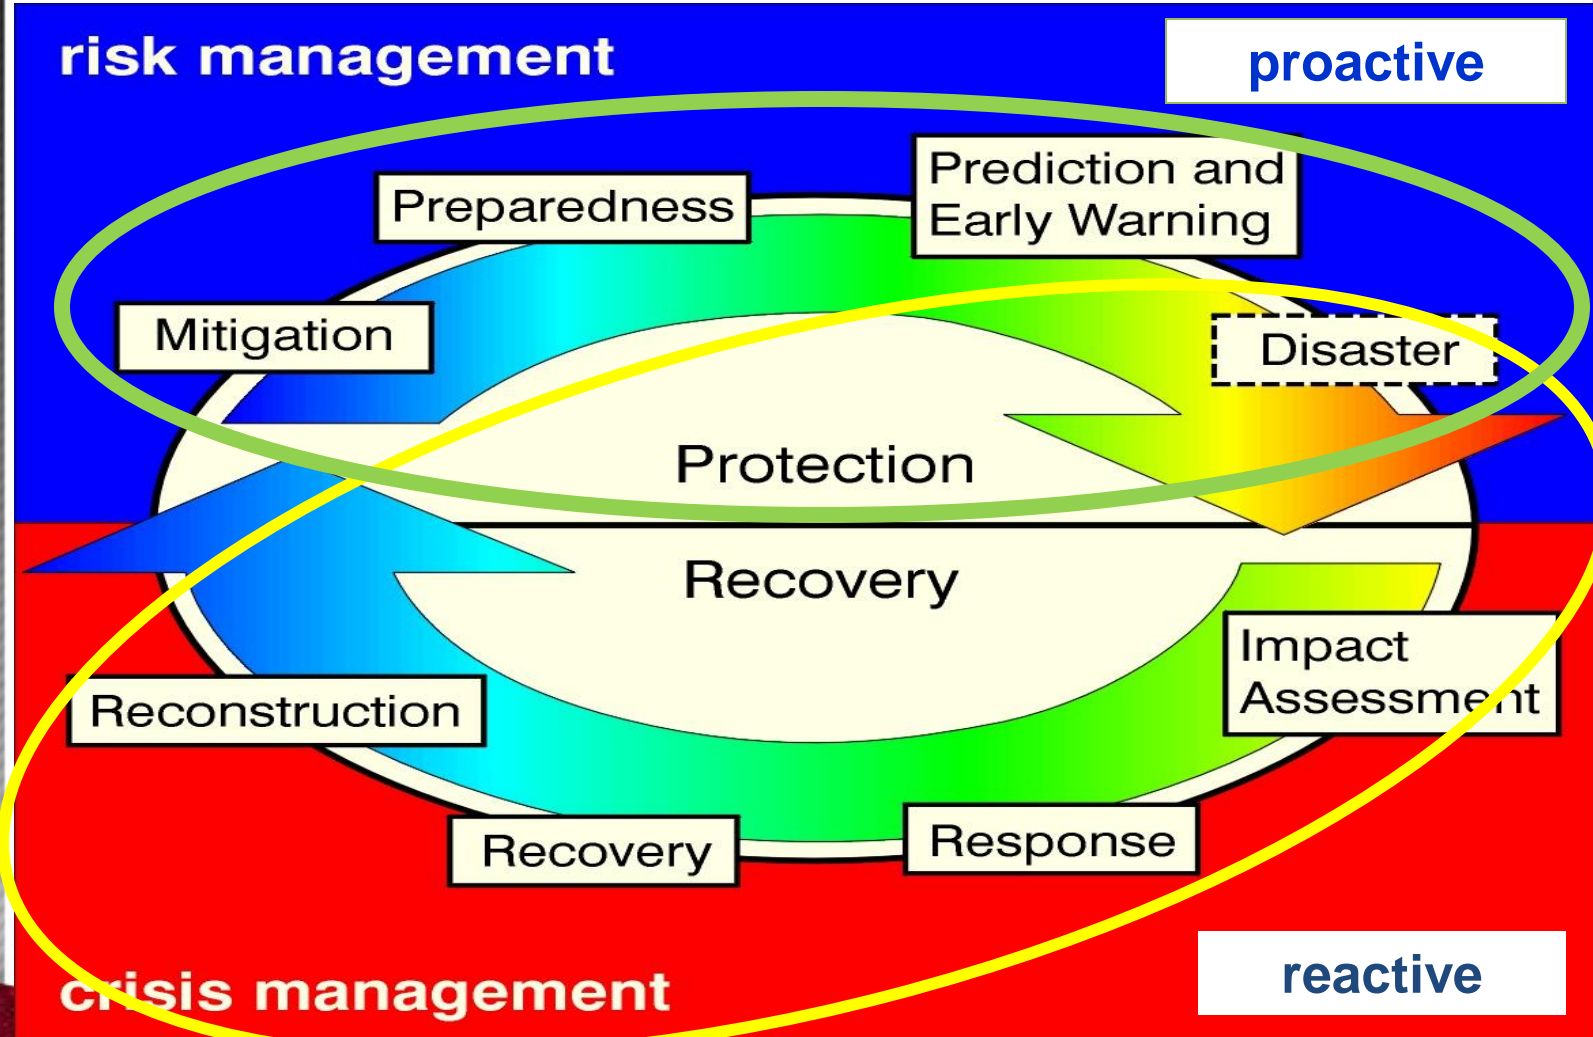 risk management
proactive
Prediction and
Early Warning
Preparedness
Mitigation
Disaster
Protection
Recovery
Impact
Assessment
Reconstruction
Recovery
Response
crisis management
reactive